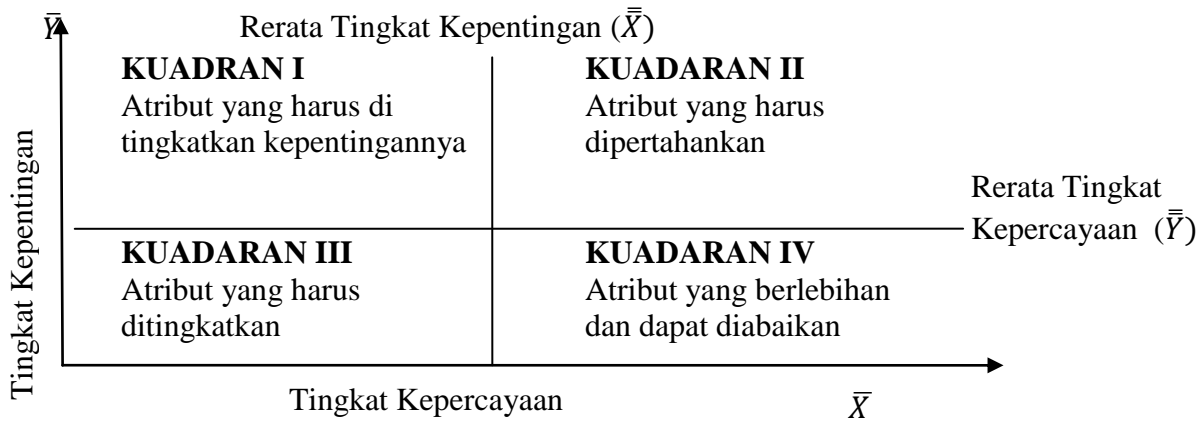 Y̅
Rerata Tingkat Kepentingan (X̿)
KUADRAN I
Atribut yang harus di
tingkatkan kepentingannya
KUADARAN II
Atribut yang harus
dipertahankan
Tingkat Kepentingan
Rerata Tingkat
Kepercayaan (Y̿)
KUADARAN III
Atribut yang harus
ditingkatkan
KUADARAN IV
Atribut yang berlebihan
dan dapat diabaikan
Tingkat Kepercayaan
X̅